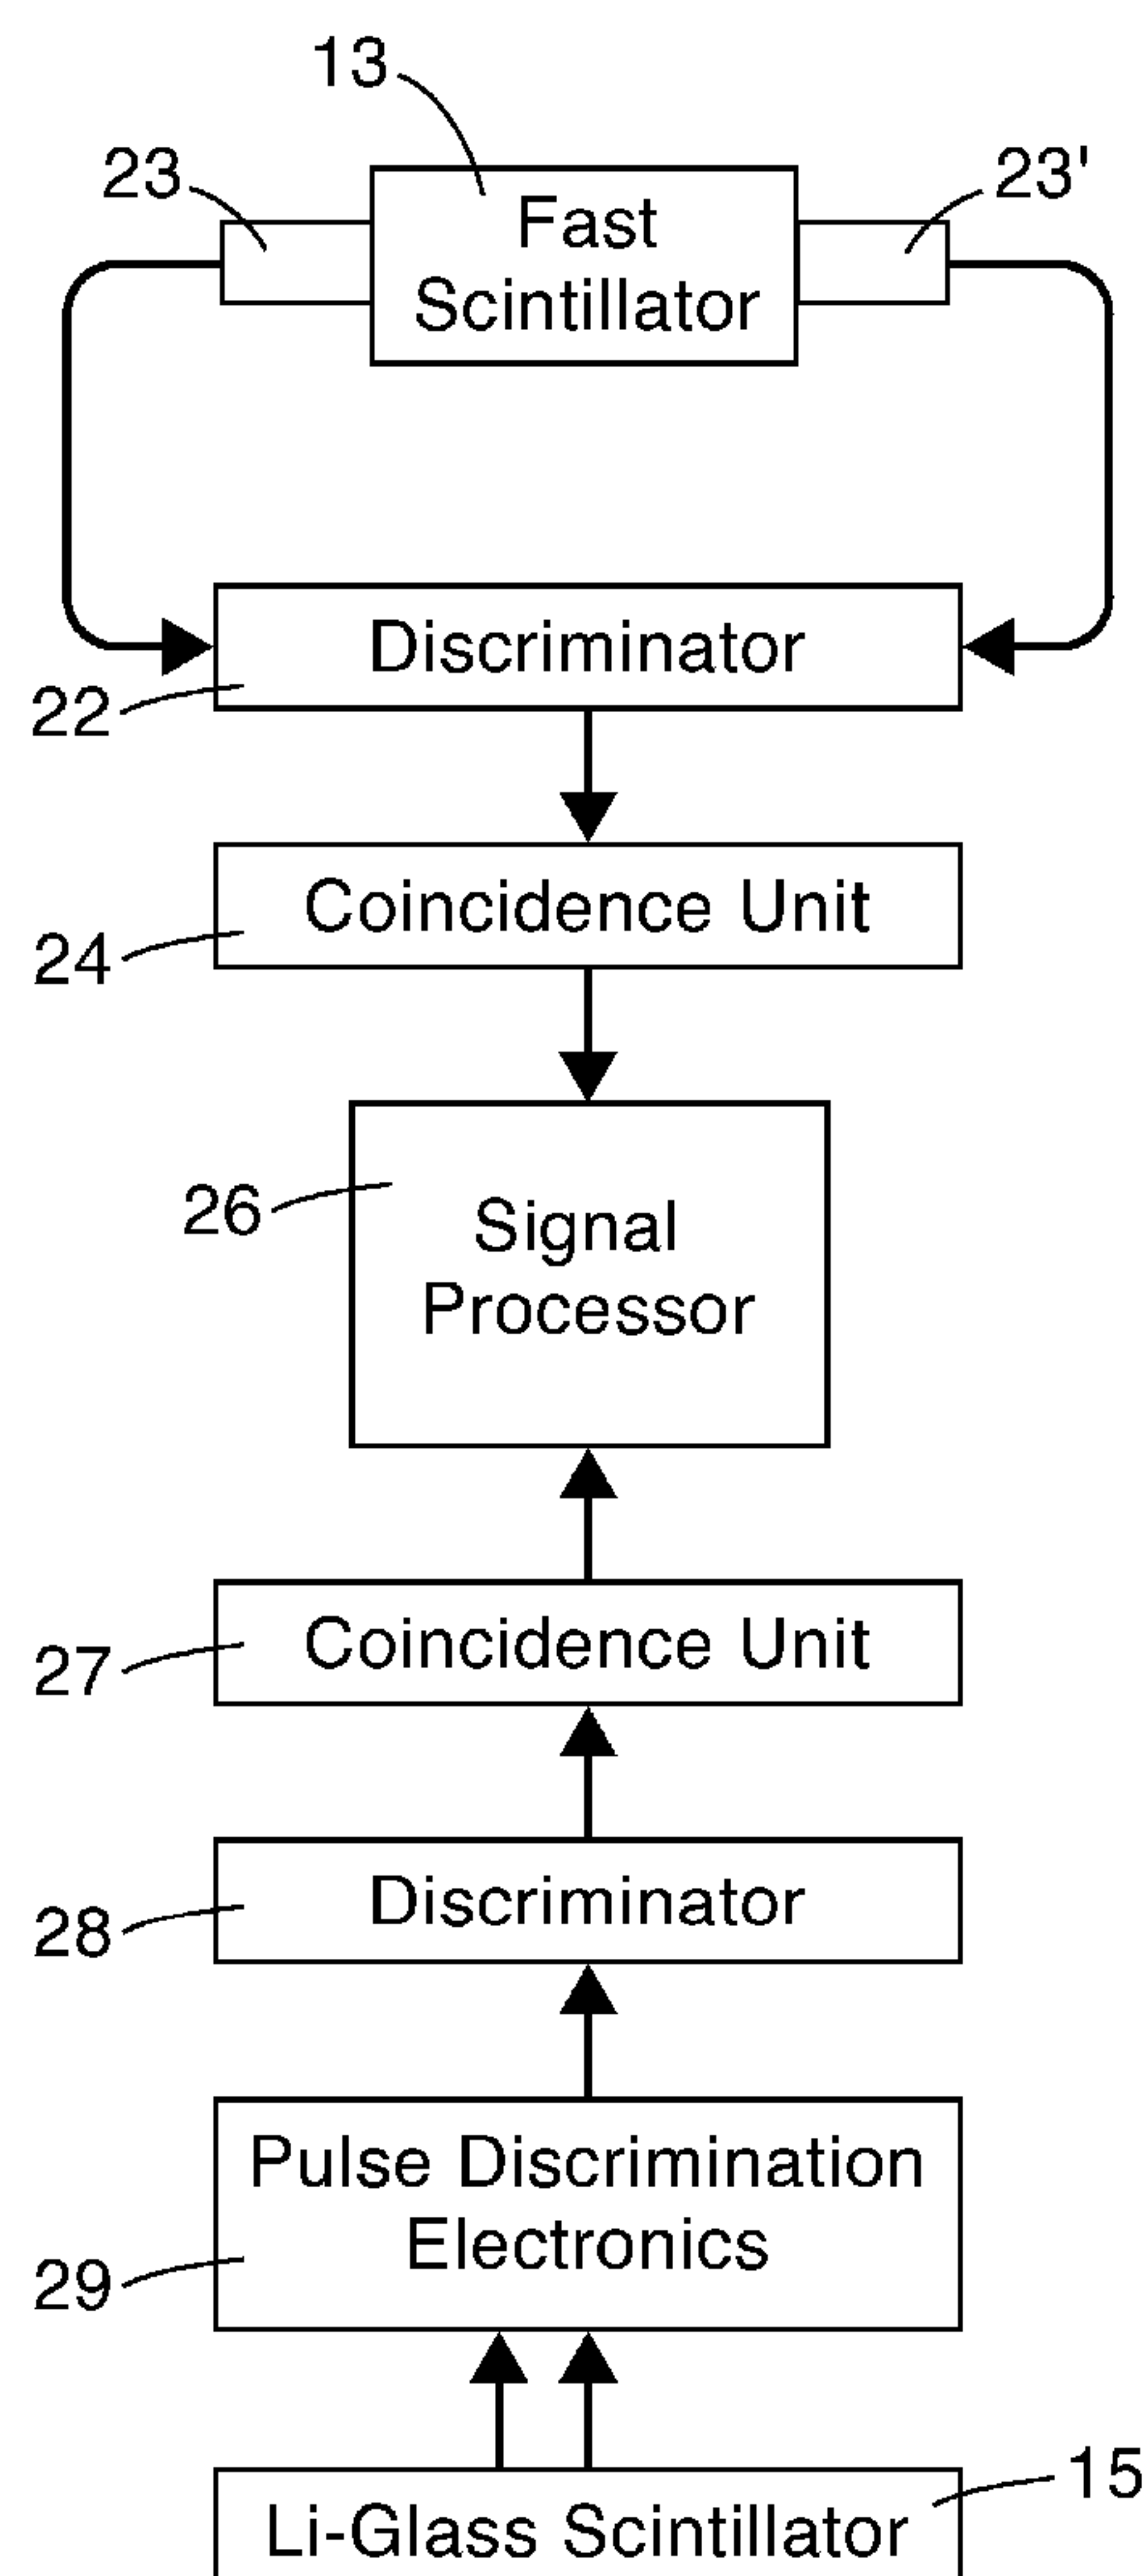 13
23
23'
Fast
Scintillator
Discriminator
22
Coincidence Unit
24
26
Signal
Processor
Coincidence Unit
27
Discriminator
28
Pulse Discrimination
Electronics
29
15
Li-Glass Scintillator